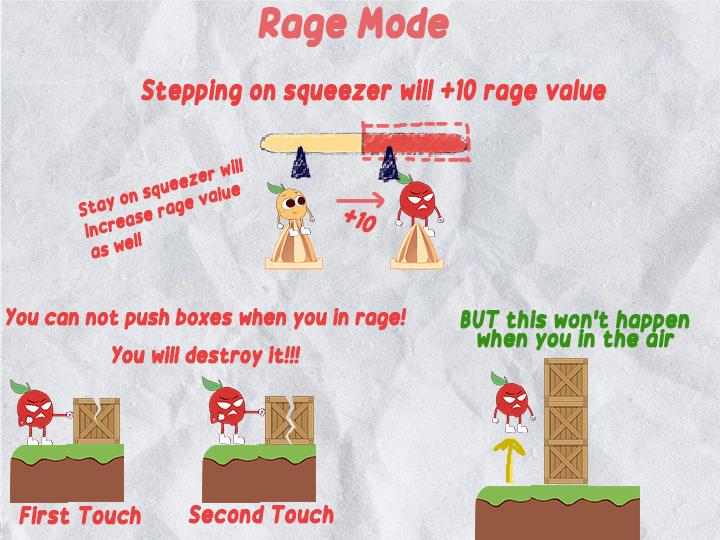 Rage Mode
Stepping on squeezer will +10 rage value
Stay on squeezer will
increase rage value
as well
+10
You can not push boxes when you in rage!
You will destroy it!!!
BUT this won't happen
when you in the air
First Touch
Second Touch